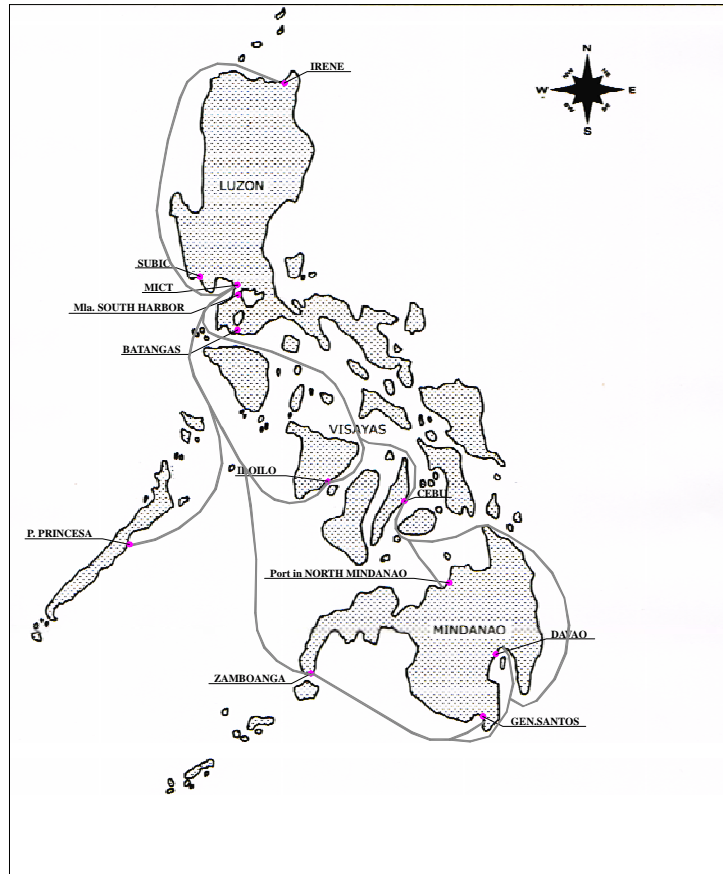 IRENE
N
W
E
S
LUZON
SUBIC
MICT
Mla. SOUTH HARBOR
BATANGAS
VISAYAS
ILOILO
CEBU
P. PRINCESA
Port in NORTH MINDANAO
MINDANAO
DAVAO
ZAMBOANGA
GEN.SANTOS